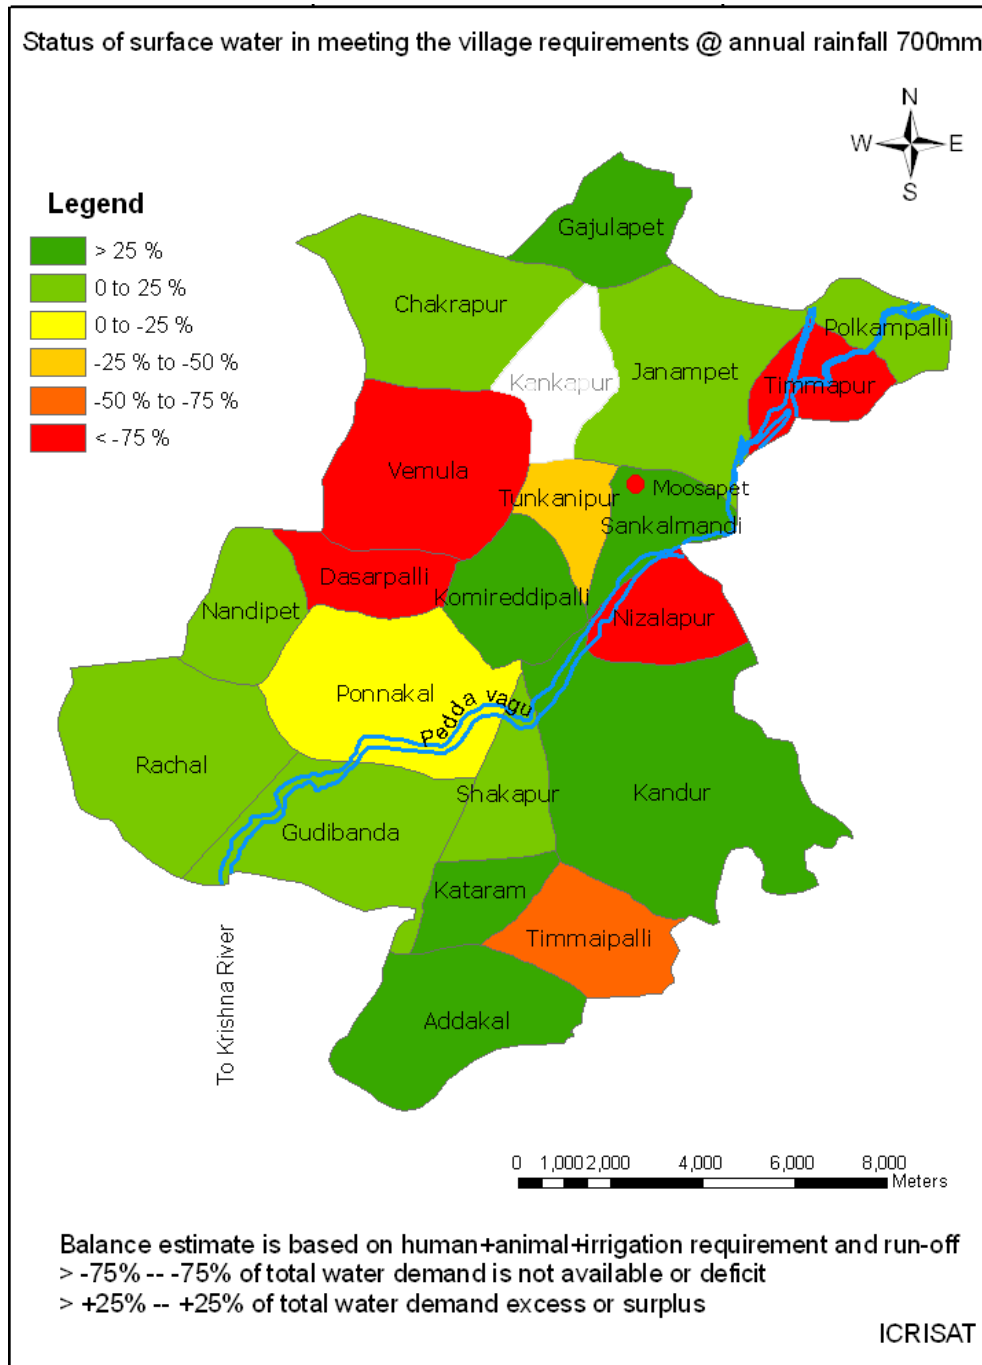 Status of surface water in meeting the village requirements @ annual rainfall 700mm
N
W E
S
Legend
> 25 %
0 to 25 %
0 to -25 %
-25 % to -50 %
-50 % to -75 %
< -75 %
Gajulapet
Chakrapur
Polkampalli
Kankapur
Janampet
Timmapur
Vemula
Tunkanipur
Moosapet
Sankalmandi
Dasarpalli
Komireddipalli
Nandipet
Nizalapur
Ponnakal
Pedda vagu
Rachal
Shakapur
Kandur
Gudibanda
Kataram
Timmaipalli
Addakal
To Krishna River
0 1,000 2,000 4,000 6,000 8,000
Meters
Balance estimate is based on human+animal+irrigation requirement and run-off
> -75% -- -75% of total water demand is not available or deficit
> +25% -- +25% of total water demand excess or surplus
ICRISAT